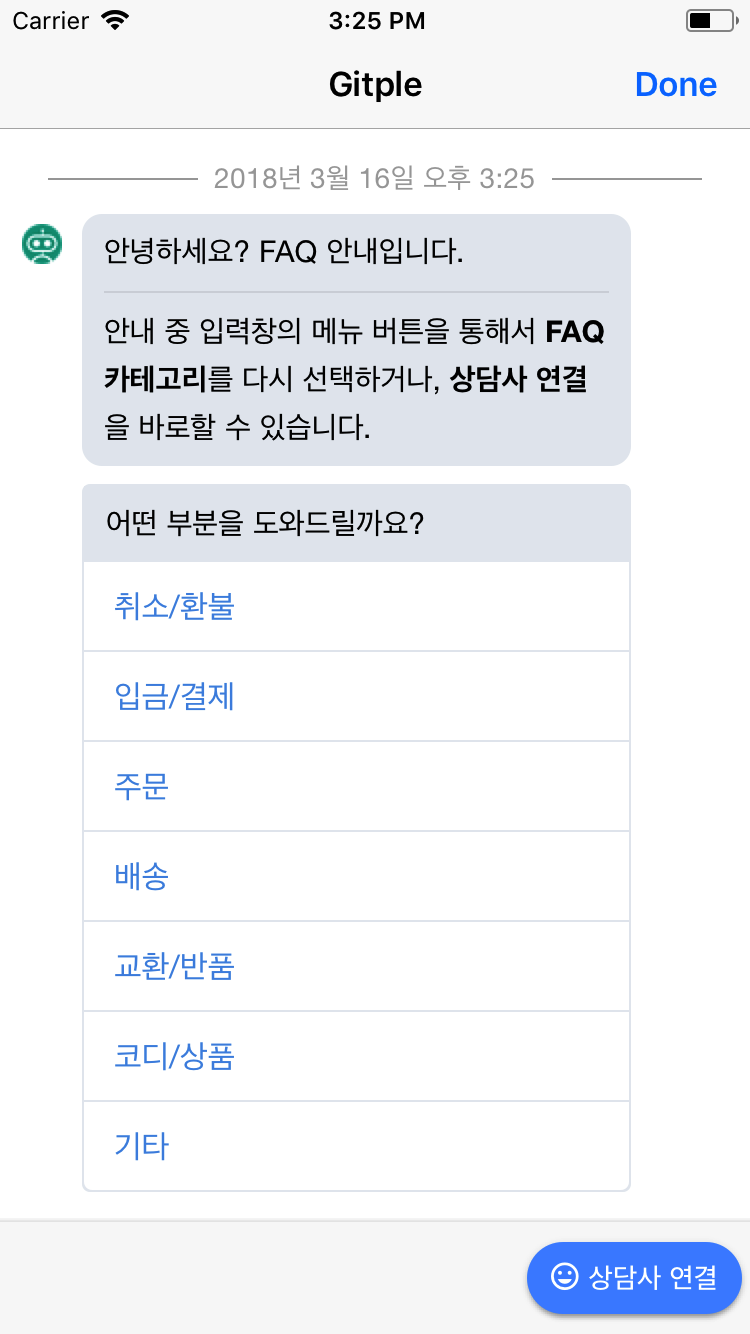 Carrier
3:25 PM
Gitple
Done
2018년 3월 16일 오후 3:25
안녕하세요? FAQ 안내입니다.
안내 중 입력창의 메뉴 버튼을 통해서 FAQ
카테고리를 다시 선택하거나, 상담사 연결
을 바로할 수 있습니다.
어떤 부분을 도와드릴까요?
취소/환불
입금/결제
주문
배송
교환/반품
코디/상품
기타
상담사 연결